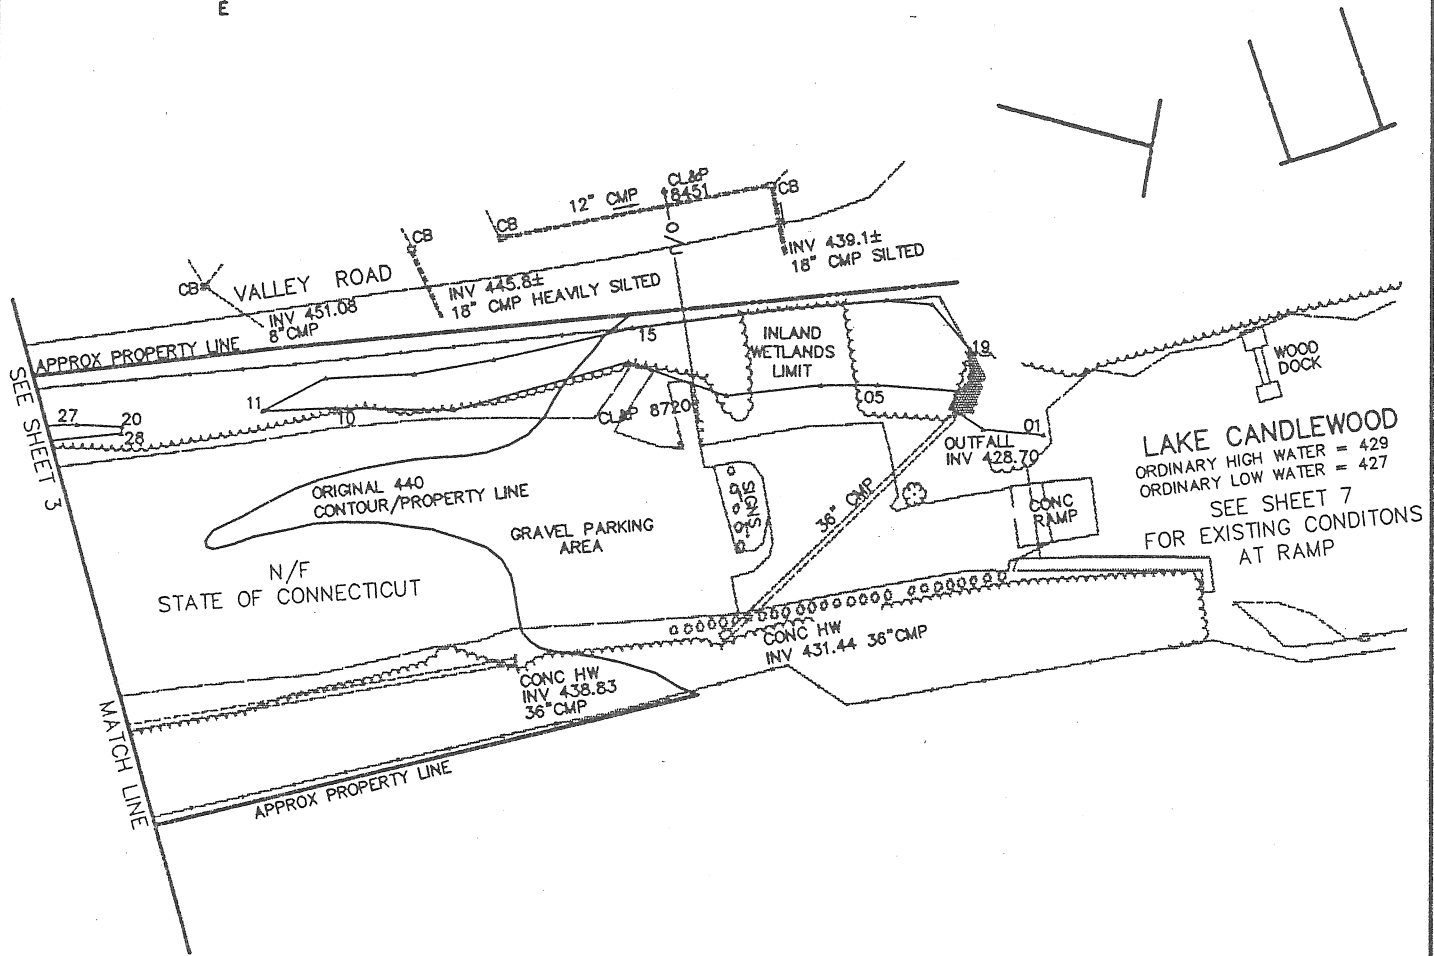 E
CL&P
8451
12" CMP
CB
CB
CB
CB
O/U
VALLEY ROAD
INV 439.1±
18" CMP SILTED
INV 445.8±
18" CMP HEAVILY SILTED
INV 451.08
8"CMP
APPROX PROPERTY LINE
15
INLAND
WETLANDS
LIMIT
19
WOOD
DOCK
SEE SHEET 3
11
10
27
20
28
CL&P 8720
05
01
OUTFALL
INV 428.70
LAKE CANDLEWOOD
ORDINARY HIGH WATER = 429
ORDINARY LOW WATER = 427
SEE SHEET 7
FOR EXISTING CONDITONS
AT RAMP
ORIGINAL 440
CONTOUR/PROPERTY LINE
SIGNS
36" CMP
CONC
RAMP
GRAVEL PARKING
AREA
N/F
STATE OF CONNECTICUT
CONC HW
INV 431.44 36"CMP
CONC HW
INV 438.83
36"CMP
MATCH LINE
APPROX PROPERTY LINE